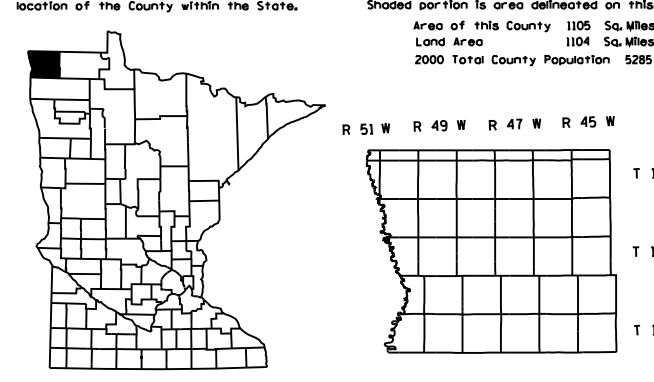 location of the County within the State.
Shaded portion is area delineated on this
Area of this County 1105 Sq. Miles
Land Area 1104 Sq. Miles
2000 Total County Population 5285
R 51 W R 49 W R 47 W R 45 W
T 1
T 1
T 1